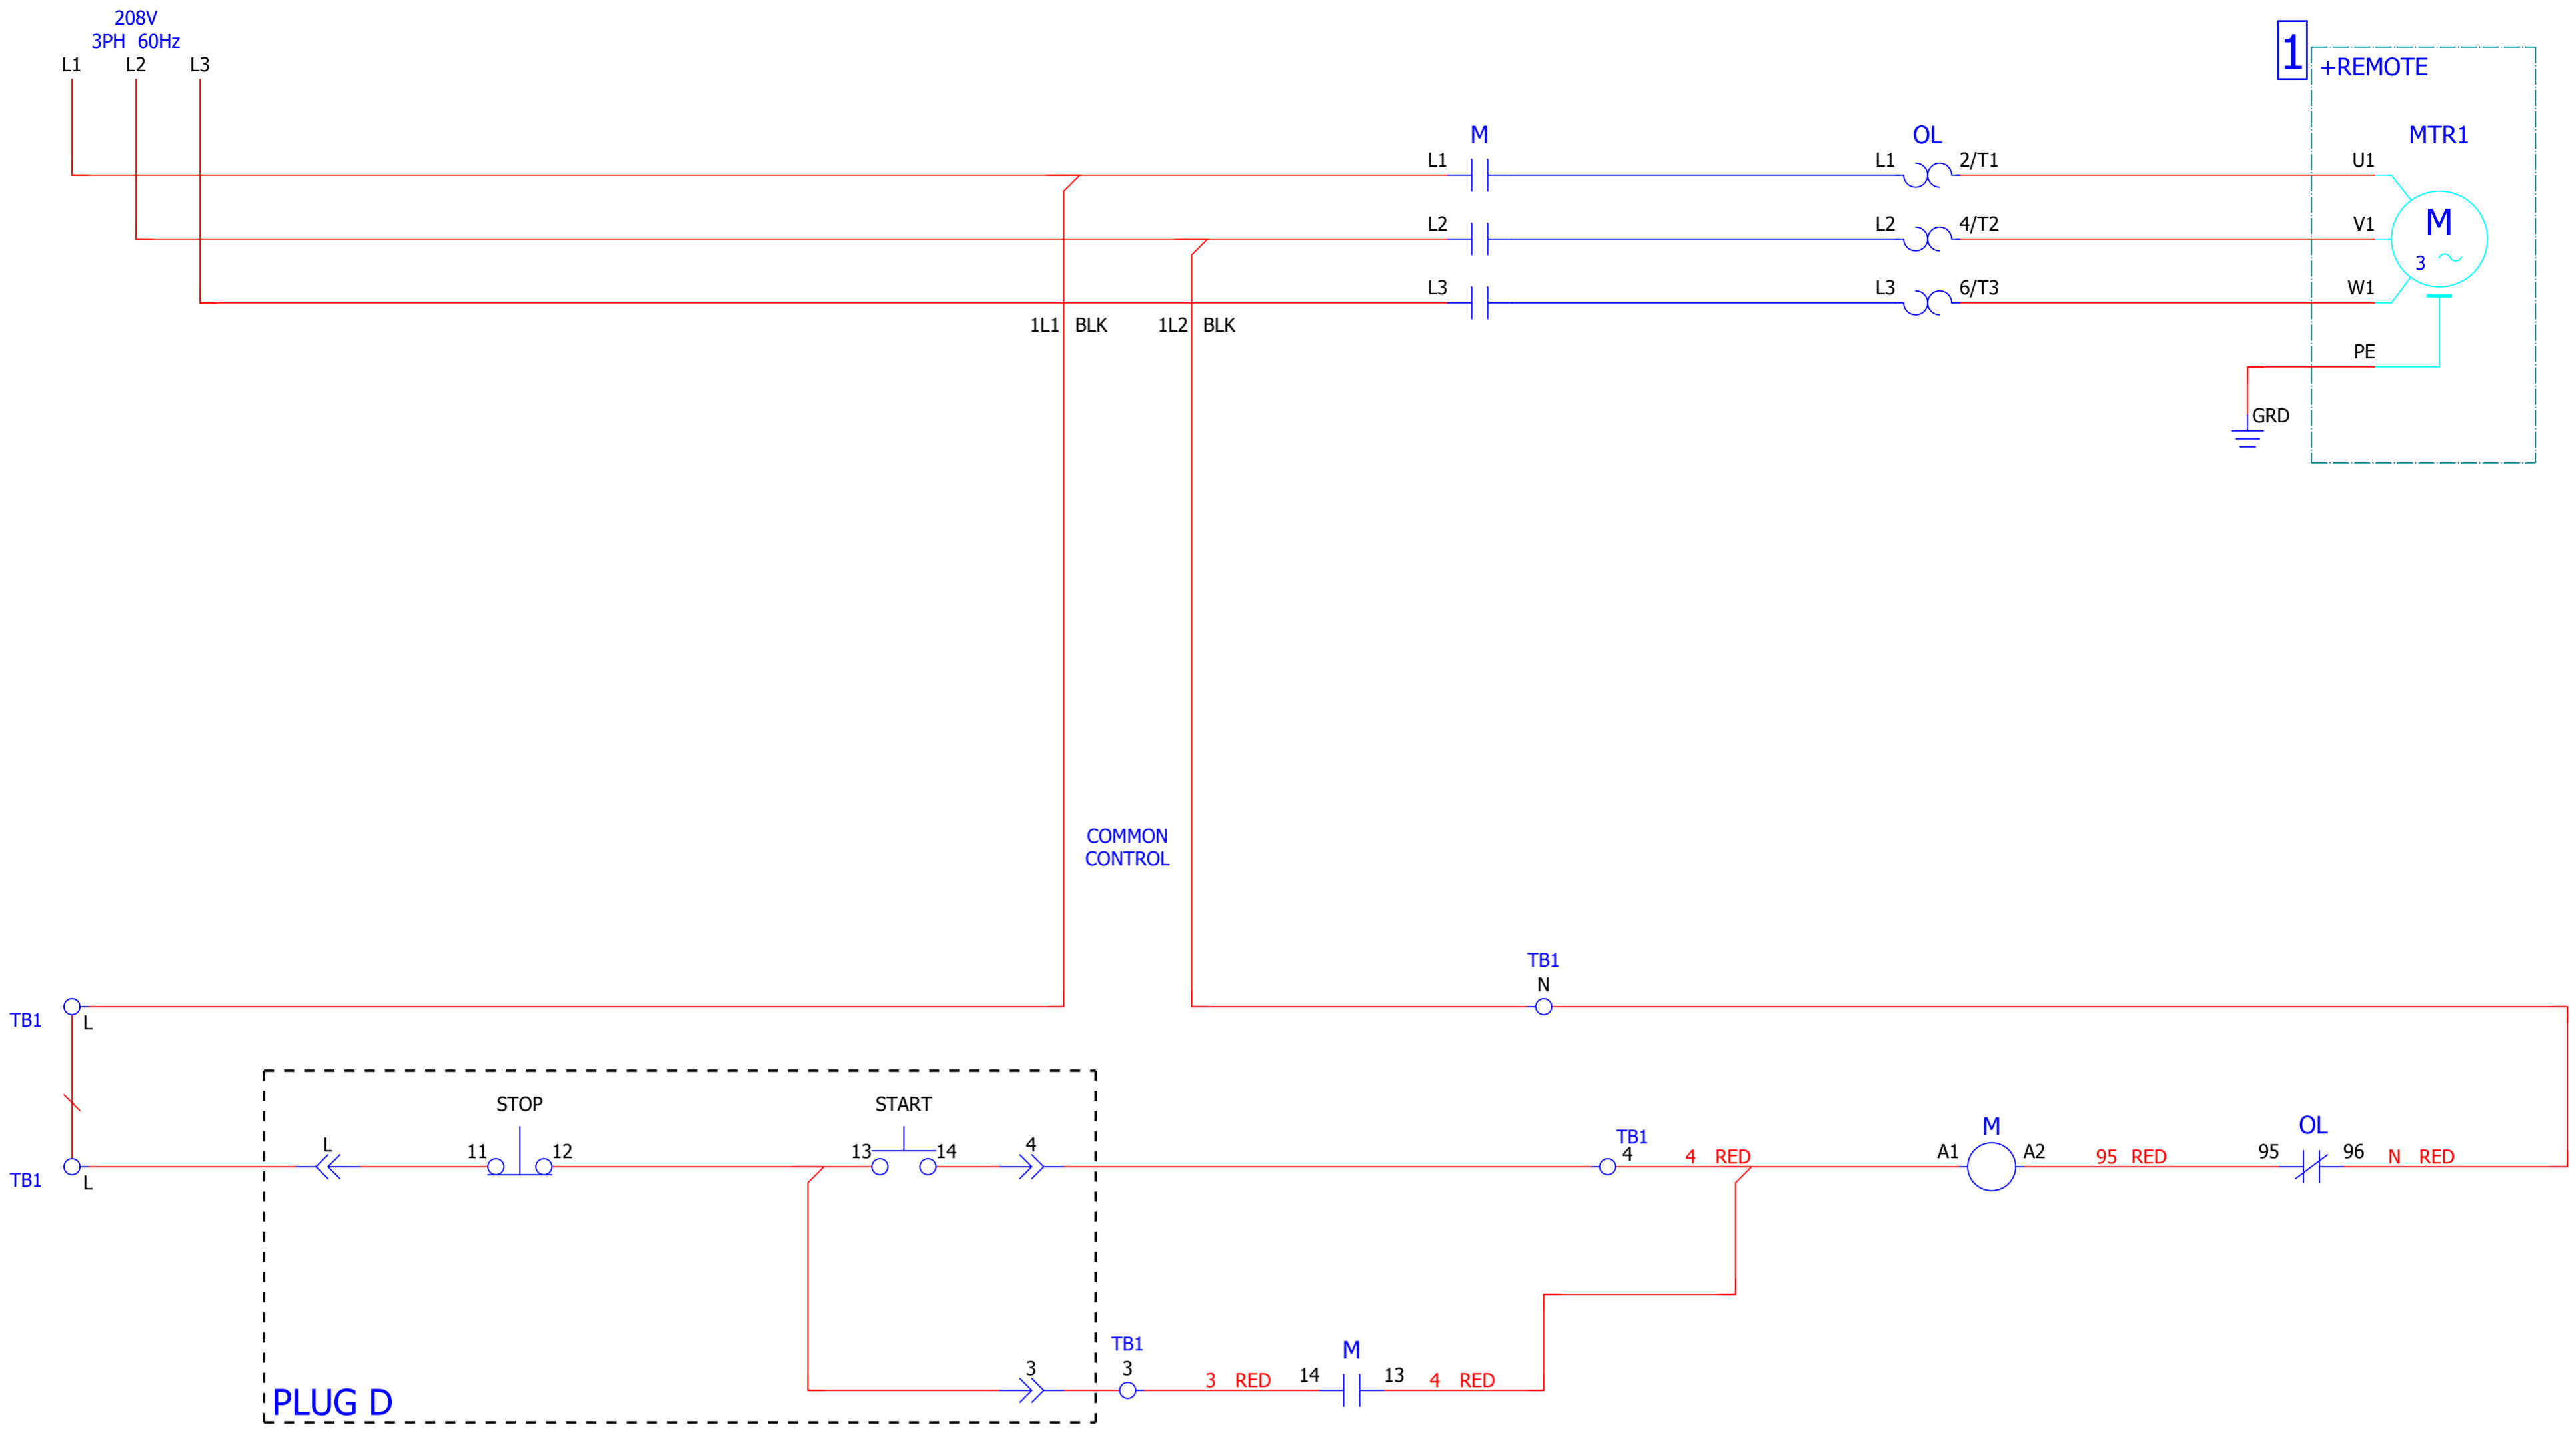 208V
3PH 60Hz
L1 L2 L3
1
+REMOTE
M OL MTR1
L1 L1 2/T1 U1
L2 L2 4/T2 V1
M
3
L3 L3 6/T3 W1
1L1 BLK 1L2 BLK
PE
GRD
COMMON
CONTROL
TB1
N
TB1 L
STOP START
L 11 12 13 14 4
TB1
4 4 RED
M
A1 A2 95 RED
OL
95 96 N RED
TB1 L
TB1 M
3 3 3 RED 14 13 4 RED
PLUG D